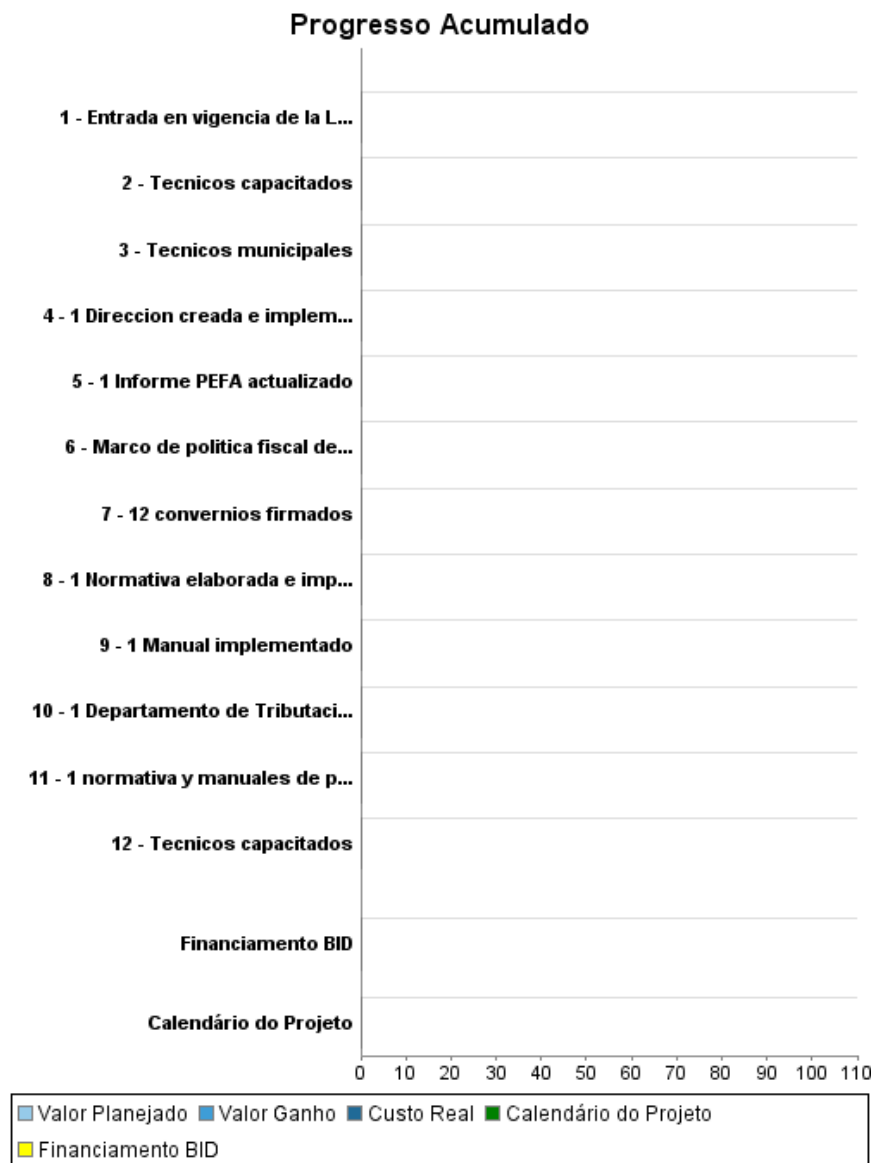 Progresso Acumulado
1 - Entrada en vigencia de la L...
2 - Tecnicos capacitados
3 - Tecnicos municipales
4 - 1 Direccion creada e implem...
5 - 1 Informe PEFA actualizado
6 - Marco de politica fiscal de...
7 - 12 convernios firmados
8 - 1 Normativa elaborada e imp...
9 - 1 Manual implementado
10 - 1 Departamento de Tributaci...
11 - 1 normativa y manuales de p...
12 - Tecnicos capacitados
Financiamento BID
Calendário do Projeto
0 10 20 30 40 50 60 70 80 90 100 110
Valor Planejado Valor Ganho Custo Real Calendário do Projeto
Financiamento BID